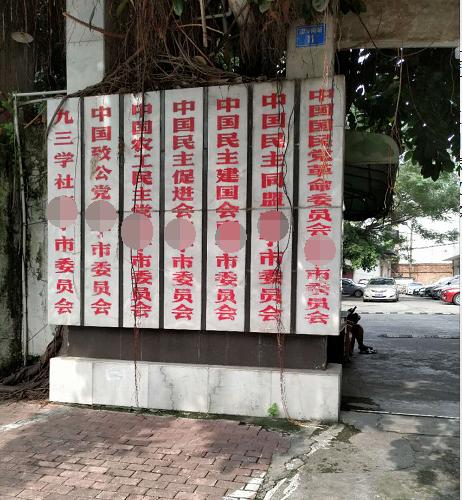 中国国民党革命委员会市委员会
中国民主同盟市委员会
中国民主建国会市委员会
中国民主促进会市委员会
中国农工民主党市委员会
中国致公党市委员会
九三学社市委员会
11